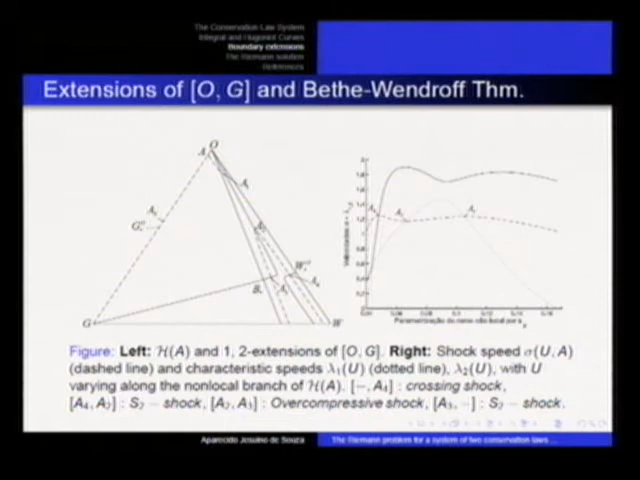 The Conservation Law System
Integral and Hugoniot Curves
Boundary extensions
The Riemann solution
References
Extensions of [O, G] and Bethe-Wendroff Thm.
O
G
W
Figure: Left: ℋ(A) and 1, 2-extensions of [O, G]. Right: Shock speed σ(U, A)
(dashed line) and characteristic speeds λ₁(U) (dotted line), λ₂(U), with U
varying along the nonlocal branch of ℋ(A). [−, A₄] : crossing shock,
[A₄, A₂] : S₂ − shock, [A₂, A₃] : Overcompressive shock, [A₃, −] : S₂ − shock.
Aparecido Jesuino de Souza
The Riemann problem for a system of two conservation laws ...